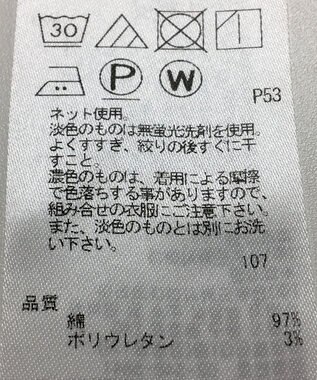 30
P W
P53
ネット使用。
淡色のものは無蛍光洗剤を使用。
よくすすぎ、絞りの後すぐに干
すこと。
濃色のものは、着用による摩擦
で色落ちする事がありますので、
組み合せの衣服にご注意下さい。
また、淡色のものとは別にお洗
い下さい。
107
品質
綿 97%
ポリウレタン 3%